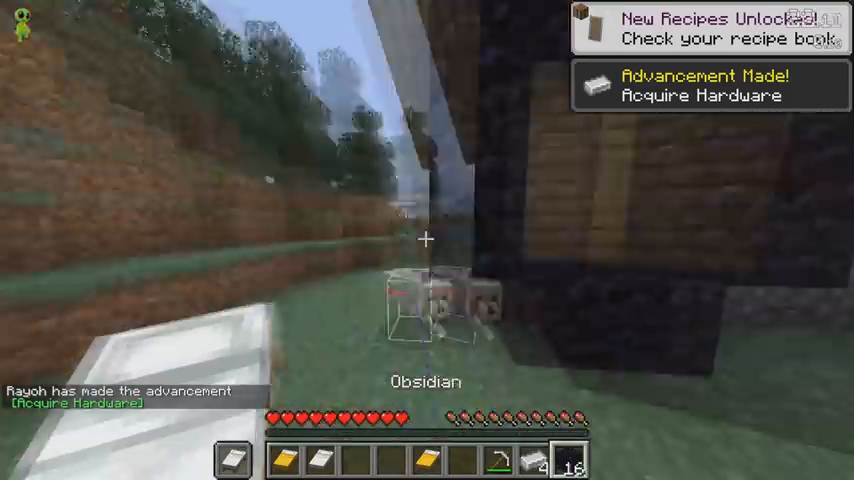 New Recipes Unlocked!
Check your recipe book
Advancement Made!
Acquire Hardware
Obsidian
Rayoh has made the advancement
[Acquire Hardware]
4
16